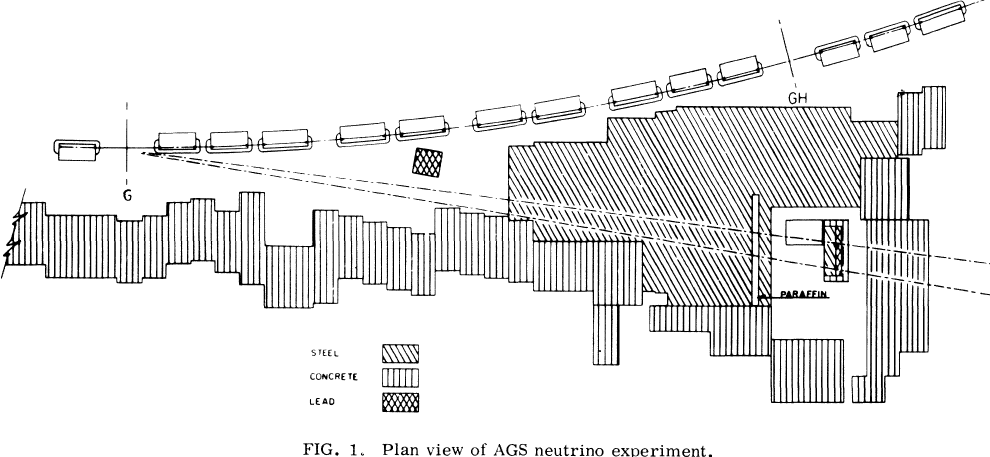 GH
G
PARAFFIN
STEEL
CONCRETE
LEAD
FIG. 1. Plan view of AGS neutrino experiment.